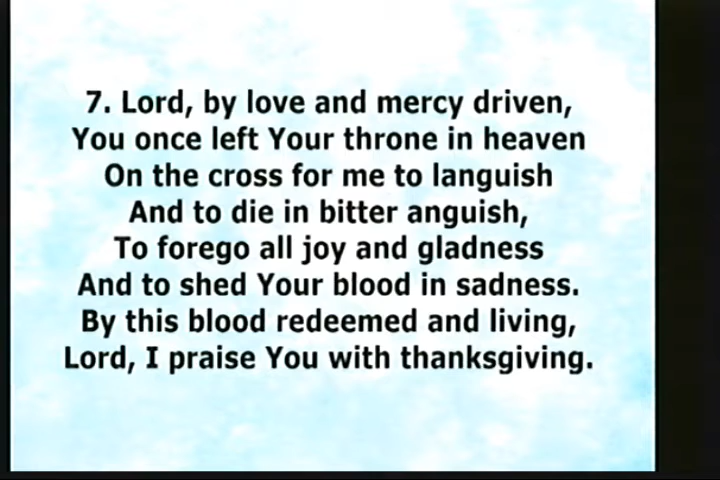 7. Lord, by love and mercy driven,
You once left Your throne in heaven
On the cross for me to languish
And to die in bitter anguish,
To forego all joy and gladness
And to shed Your blood in sadness.
By this blood redeemed and living,
Lord, I praise You with thanksgiving.